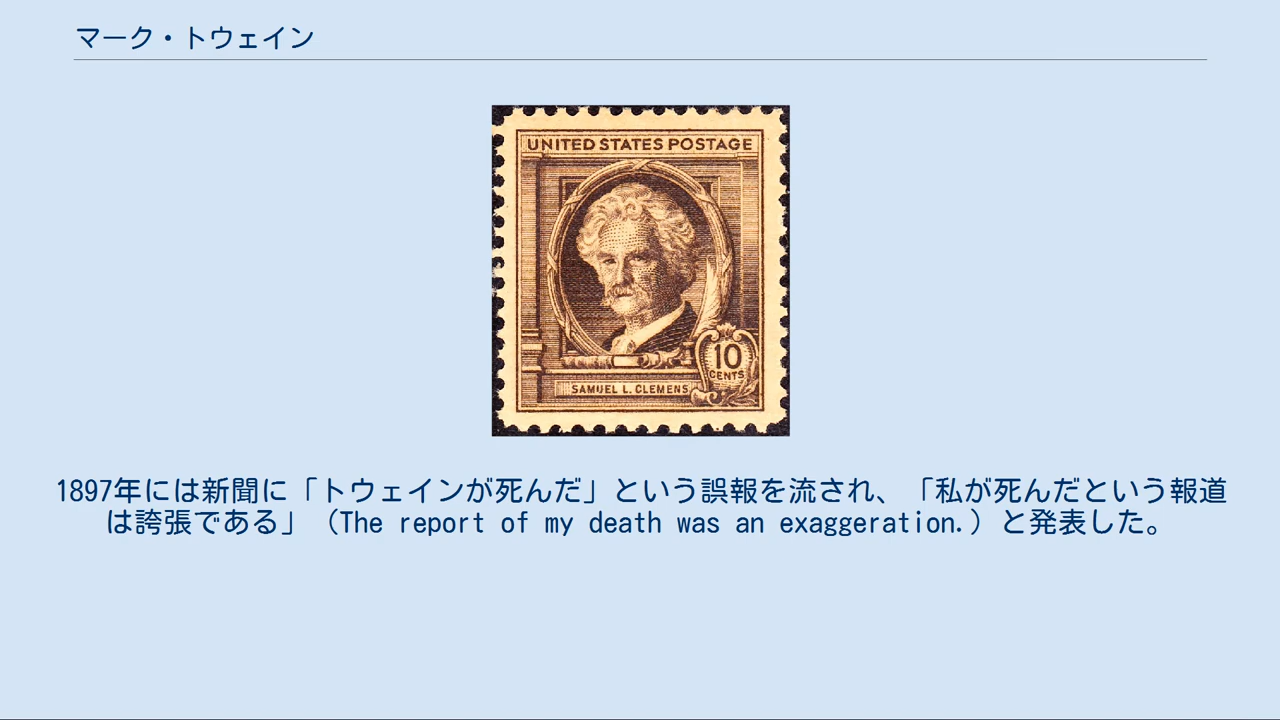 マーク・トウェイン
UNITED STATES POSTAGE
10
CENTS
SAMUEL L. CLEMENS
1897年には新聞に「トウェインが死んだ」という誤報を流され、「私が死んだという報道
は誇張である」（The report of my death was an exaggeration.）と発表した。